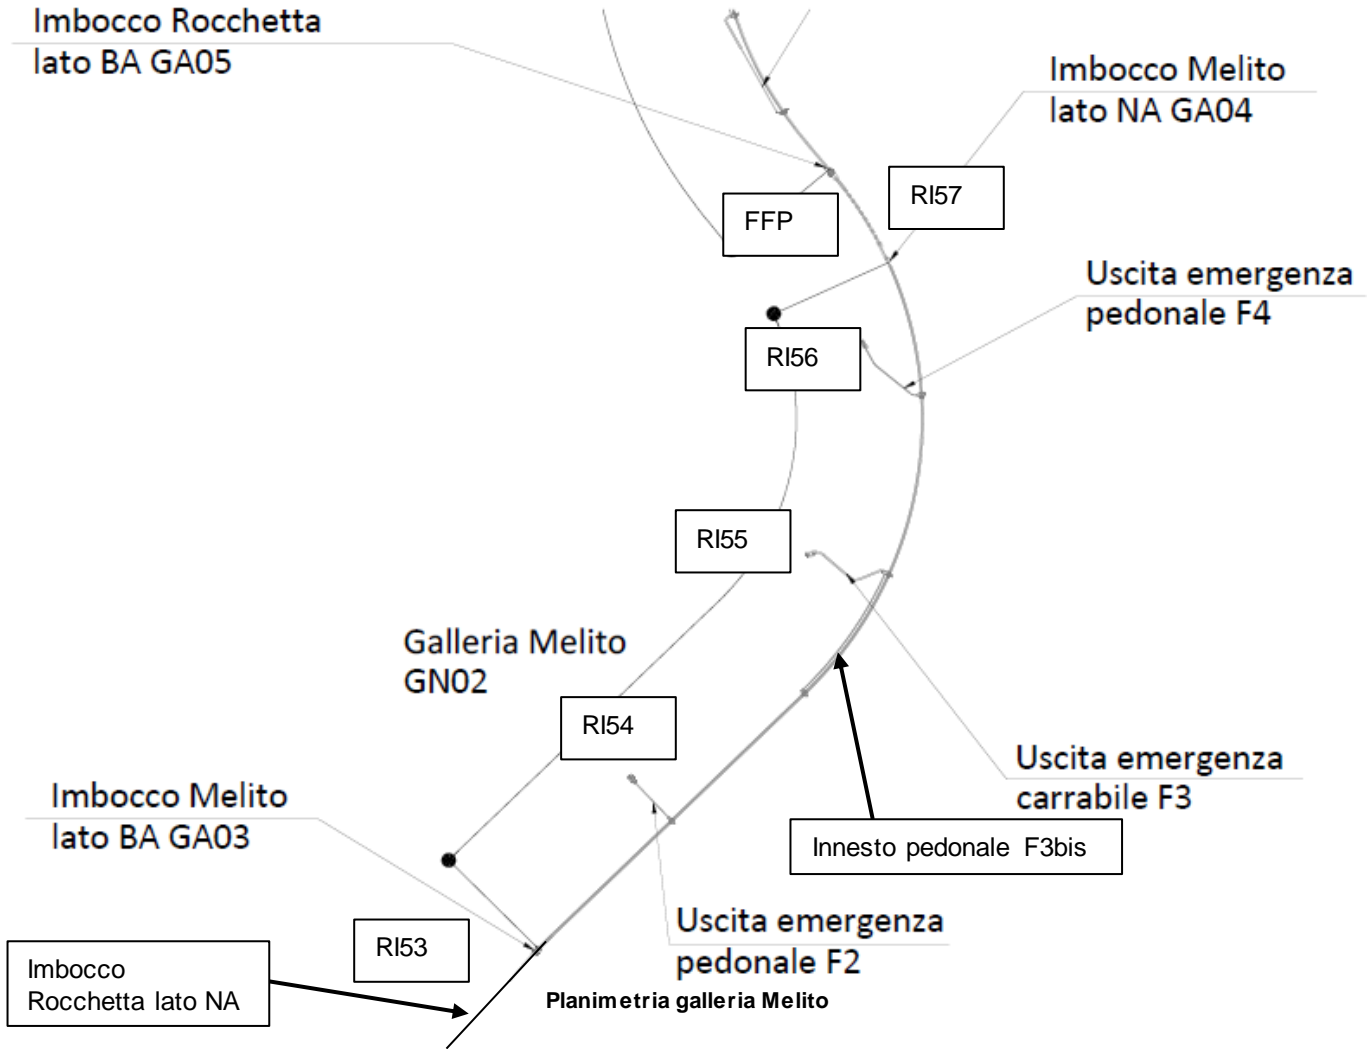 Imbocco Rocchetta
lato BA GA05
Imbocco Melito
lato NA GA04
RI57
FFP
Uscita emergenza
pedonale F4
RI56
RI55
Galleria Melito
GN02
RI54
Uscita emergenza
carrabile F3
Imbocco Melito
lato BA GA03
Innesto pedonale F3bis
Uscita emergenza
pedonale F2
RI53
Imbocco
Rocchetta lato NA
Planimetria galleria Melito